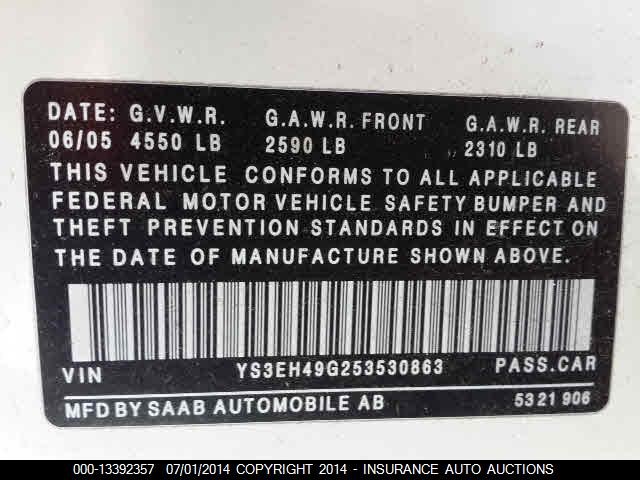 DATE: G.V.W.R. G.A.W.R. FRONT G.A.W.R. REAR
06/05 4550 LB 2590 LB 2310 LB
THIS VEHICLE CONFORMS TO ALL APPLICABLE
FEDERAL MOTOR VEHICLE SAFETY BUMPER AND
THEFT PREVENTION STANDARDS IN EFFECT ON
THE DATE OF MANUFACTURE SHOWN ABOVE.
VIN YS3EH49G253530863 PASS.CAR
MFD BY SAAB AUTOMOBILE AB 5321906
000-13392357 07/01/2014 COPYRIGHT 2014 - INSURANCE AUTO AUCTIONS